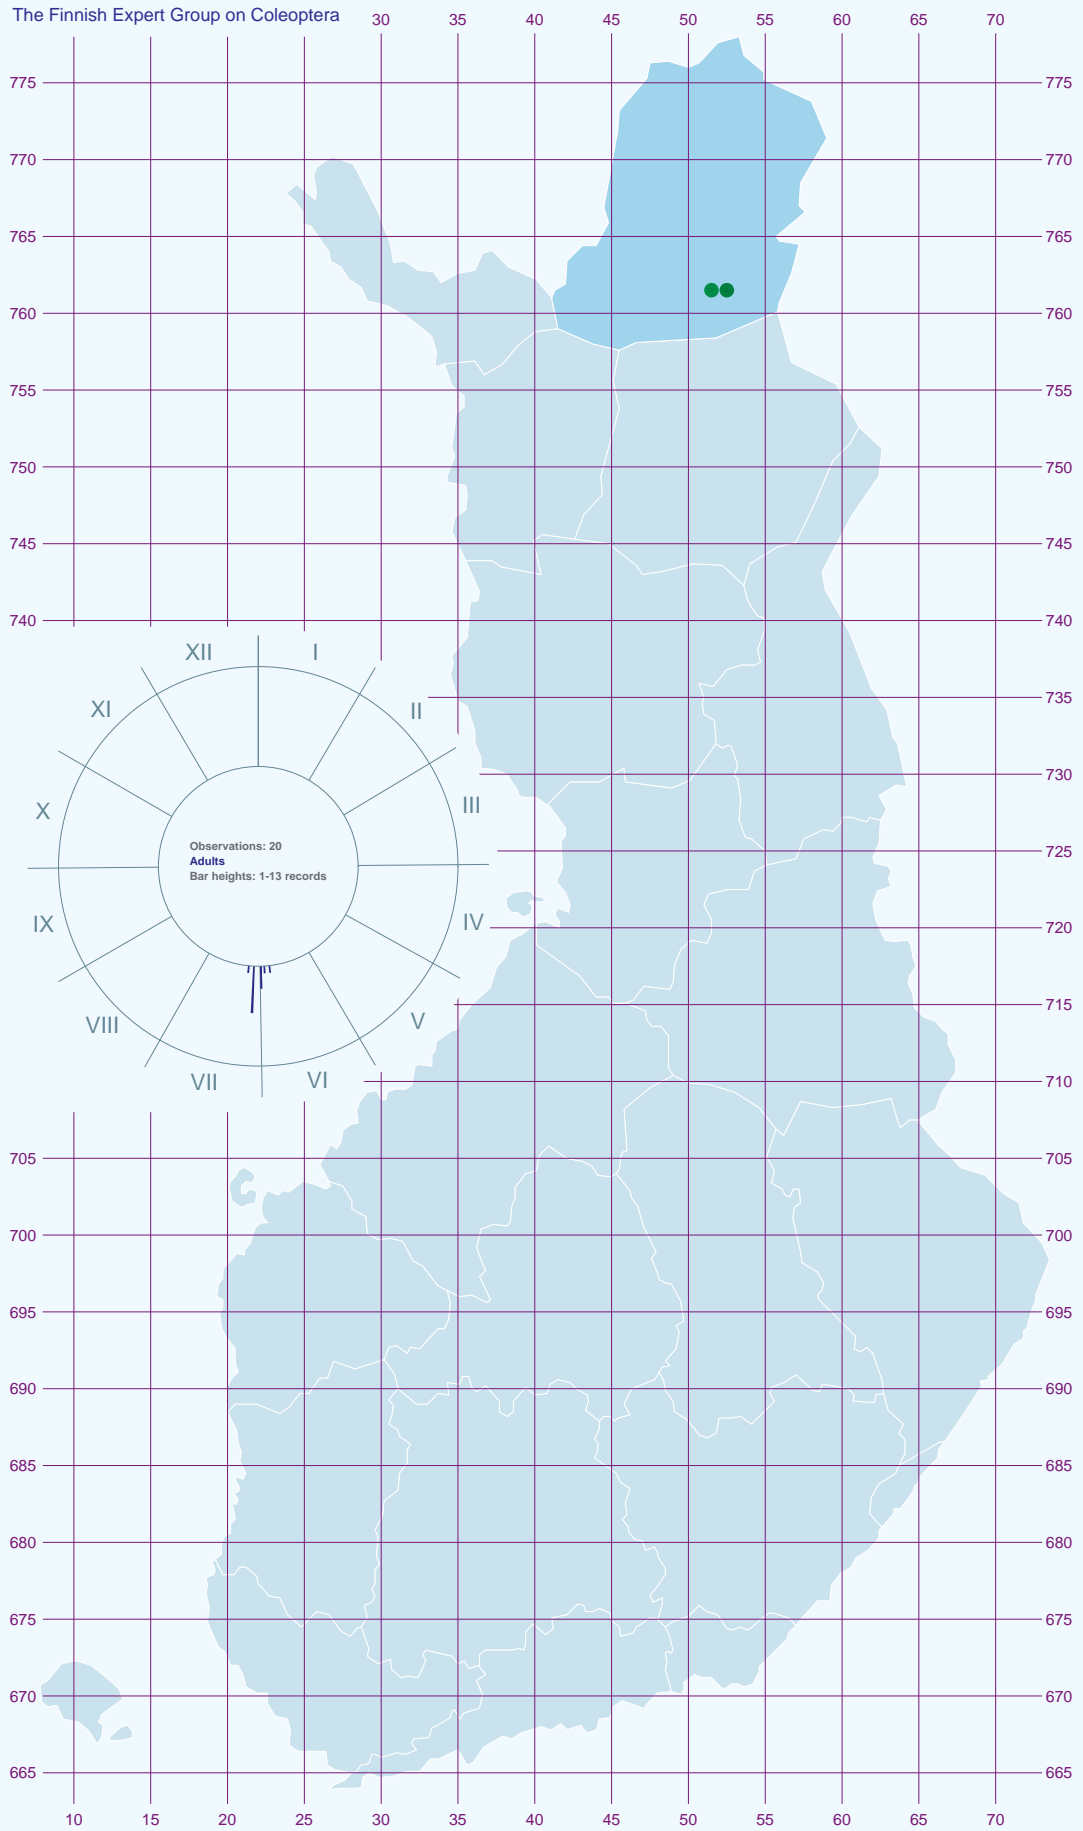 The Finnish Expert Group on Coleoptera
30 40 45 50 55 60 65 70
775 775
770 770
765 765
760 760
755 755
750 750
745 745
740 740
XII I
735
XI II
730
III
X
Observations: 20
725
Adults
Bar heights: 1-13 records
IX IV
720
715
VIII V
VII VI
710
705 705
700 700
695 695
690 690
685 685
680 680
675 675
670 670
665 665
10 15 20 25 30 35 40 45 50 55 60 65 70